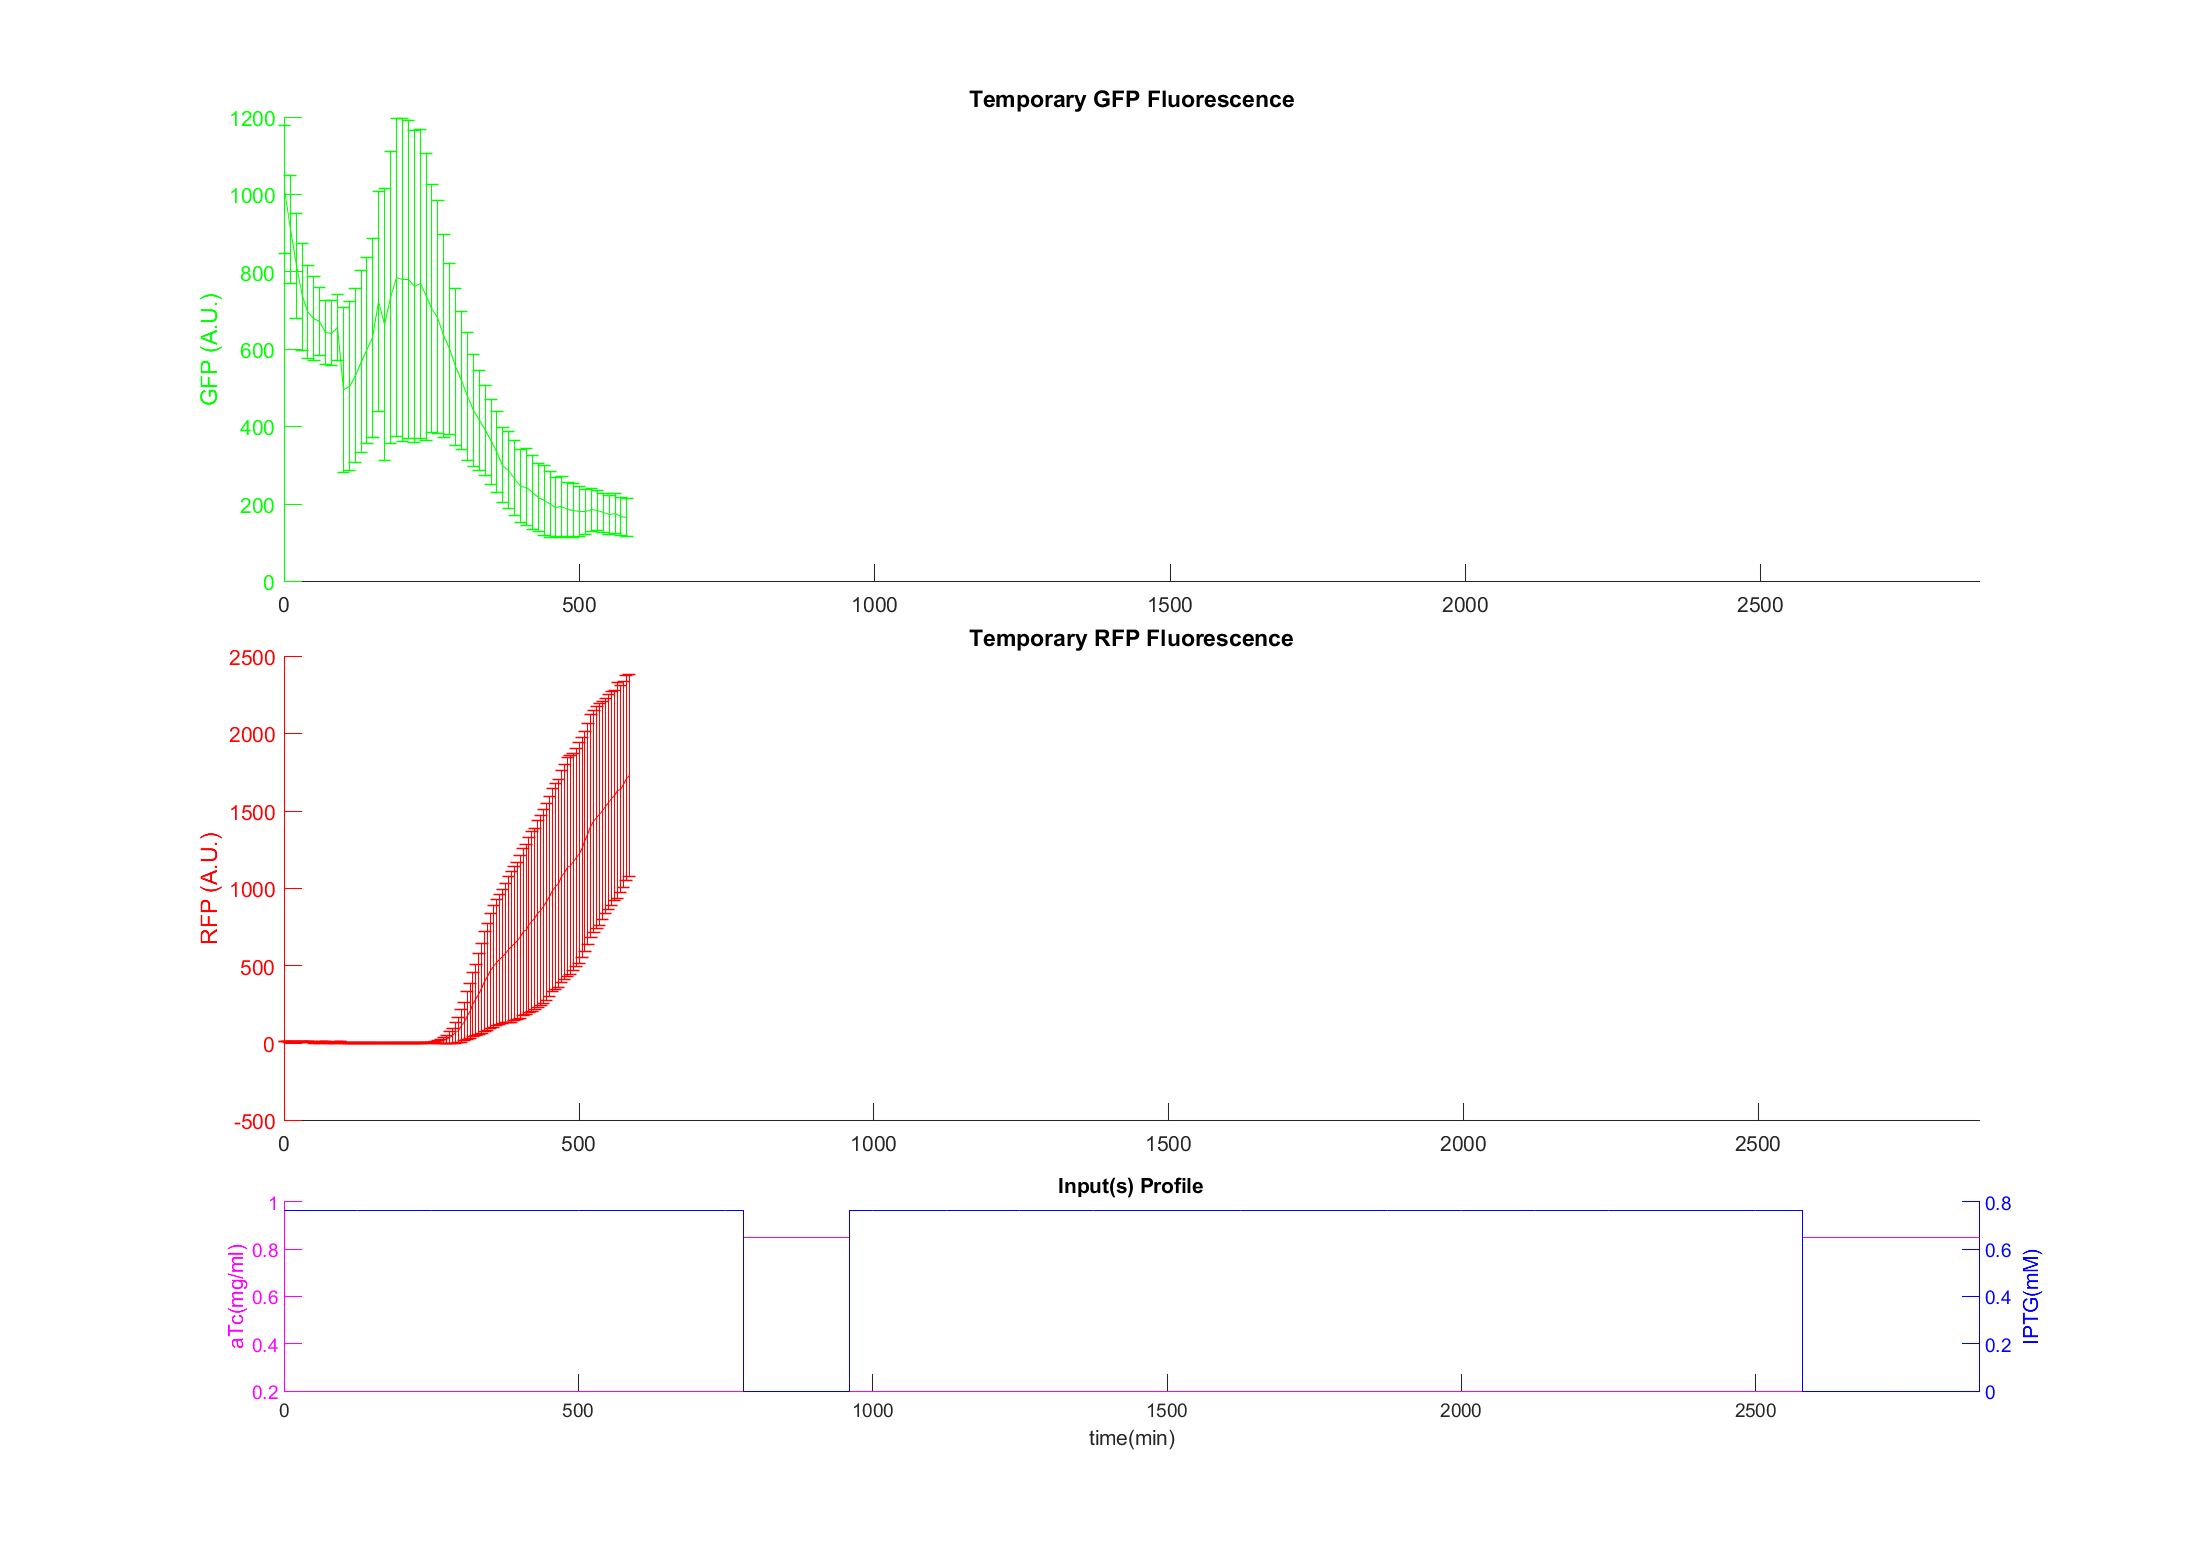 Temporary GFP Fluorescence
1200
1000
800
600
400
200
0
GFP (A.U.)
0 500 1000 1500 2000 2500
Temporary RFP Fluorescence
2500
2000
1500
1000
500
0
-500
RFP (A.U.)
0 500 1000 1500 2000 2500
Input(s) Profile
1
0.8
0.6
0.4
0.2
aTc(mg/ml)
0.8
0.6
0.4
0.2
0
IPTG(mM)
0 500 1000 1500 2000 2500
time(min)